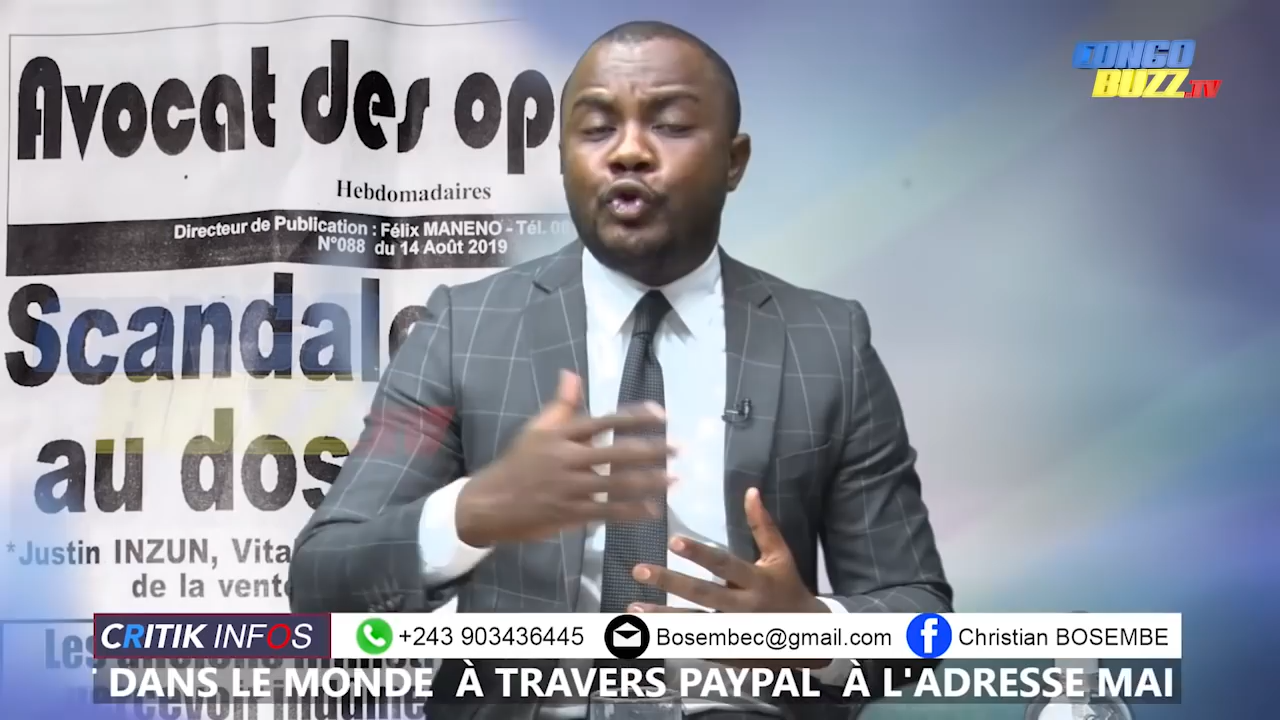 Avocat des op
Hebdomadaires
Directeur de Publication : Félix MANENO - Tél.
N°088 du 14 Août 2019
Scandale
au dos
*Justin INZUN, Vita
de la vente
Les
CONGO
BUZZ.TV
CRITIK INFOS
+243 903436445
Bosembec@gmail.com
Christian BOSEMBE
DANS LE MONDE À TRAVERS PAYPAL À L'ADRESSE MAI